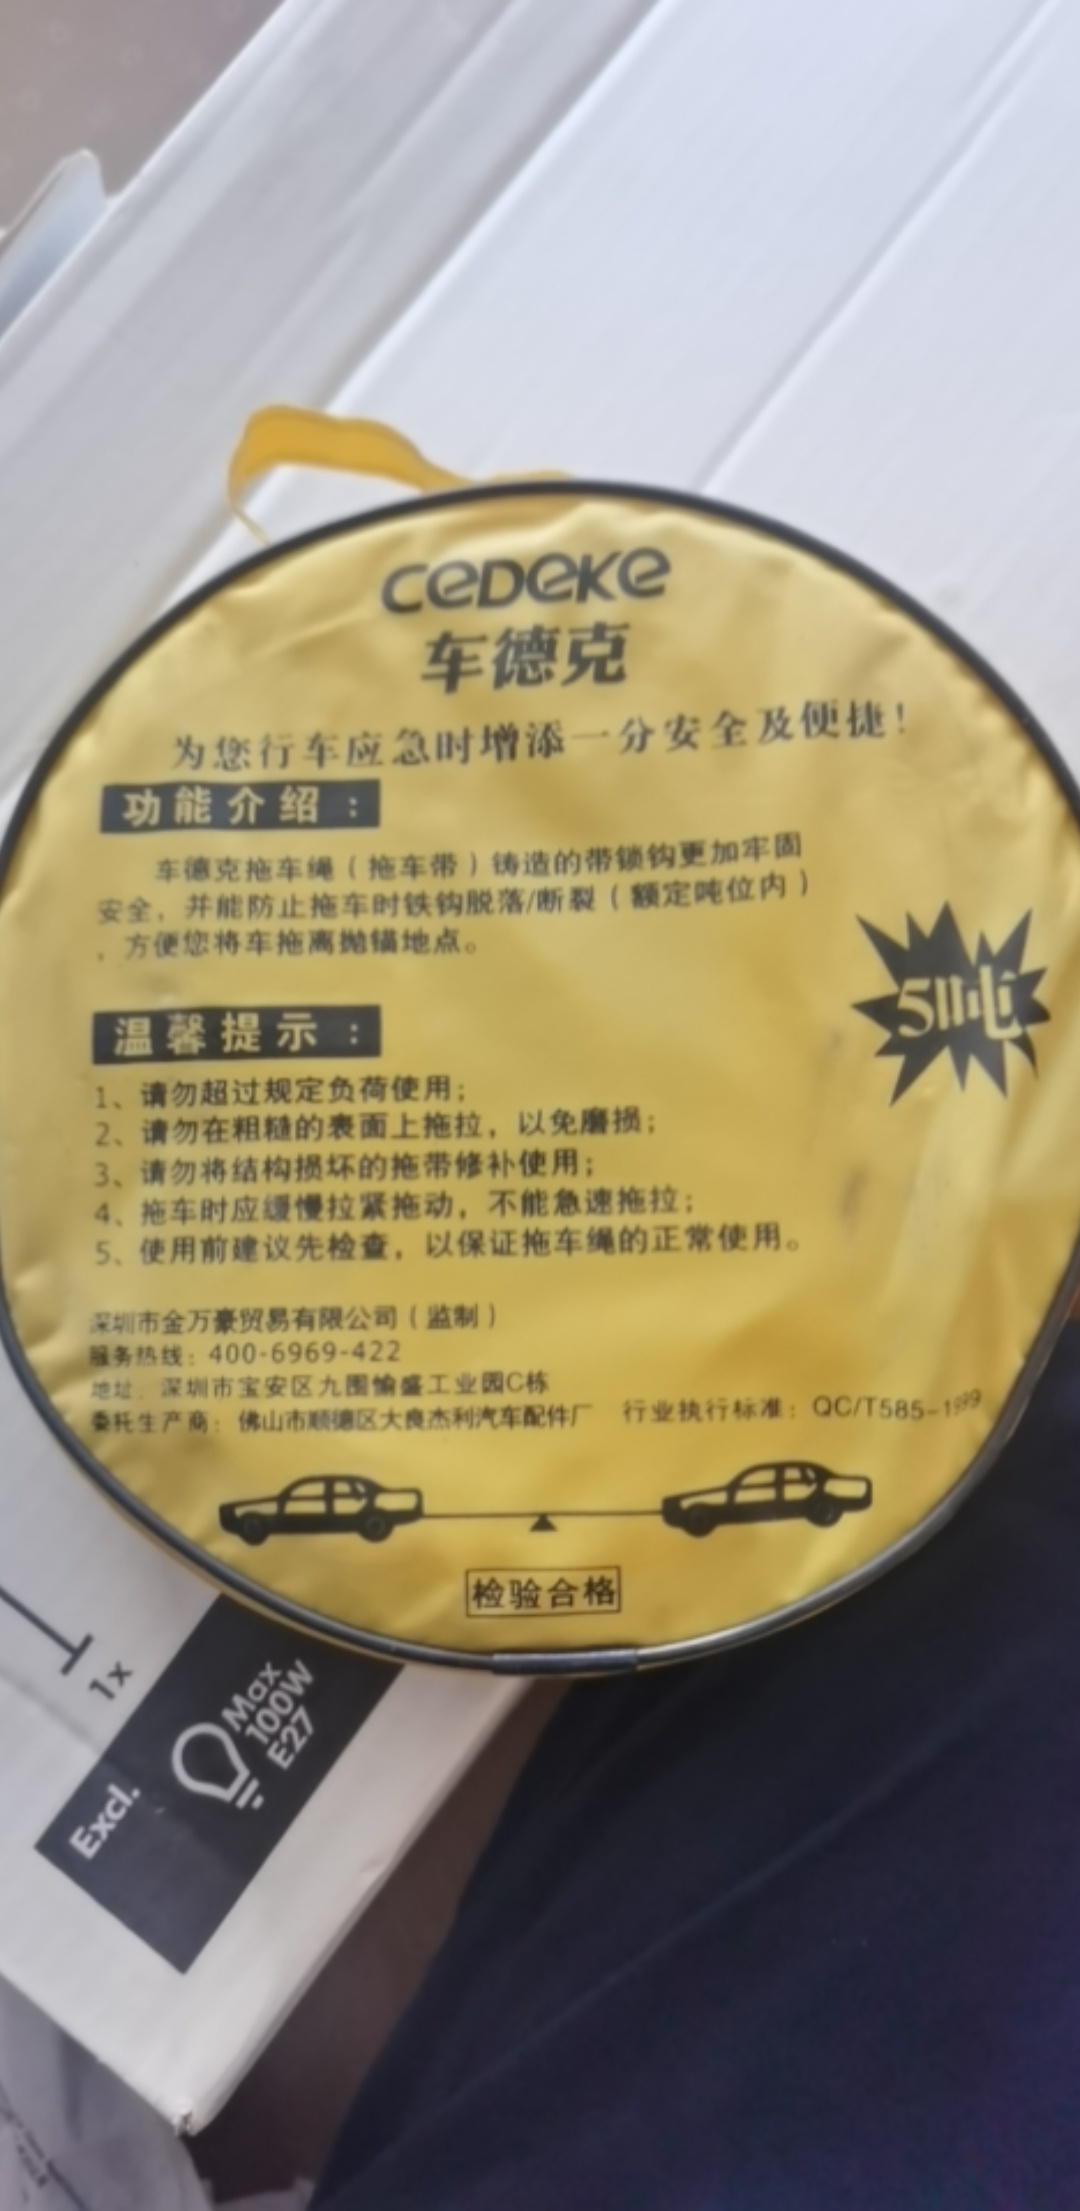 CEDEKE
车德克
为您行车应急时增添一分安全及便捷！
功能介绍：
车德克拖车绳（拖车带）铸造的带锁钩更加牢固
安全，并能防止拖车时铁钩脱落/断裂（额定吨位内）
，方便您将车拖离抛锚地点。
5吨
温馨提示：
1、请勿超过规定负荷使用；
2、请勿在粗糙的表面上拖拉，以免磨损；
3、请勿将结构损坏的拖带修补使用；
4、拖车时应缓慢拉紧拖动，不能急速拖拉；
5、使用前建议先检查，以保证拖车绳的正常使用。
深圳市金万豪贸易有限公司（监制）
服务热线：400-6969-422
地址：深圳市宝安区九围愉盛工业园C栋
委托生产商：佛山市顺德区大良杰利汽车配件厂 行业执行标准：QC/T585-1999
检验合格
1x
Excl.
Max
100W
E27